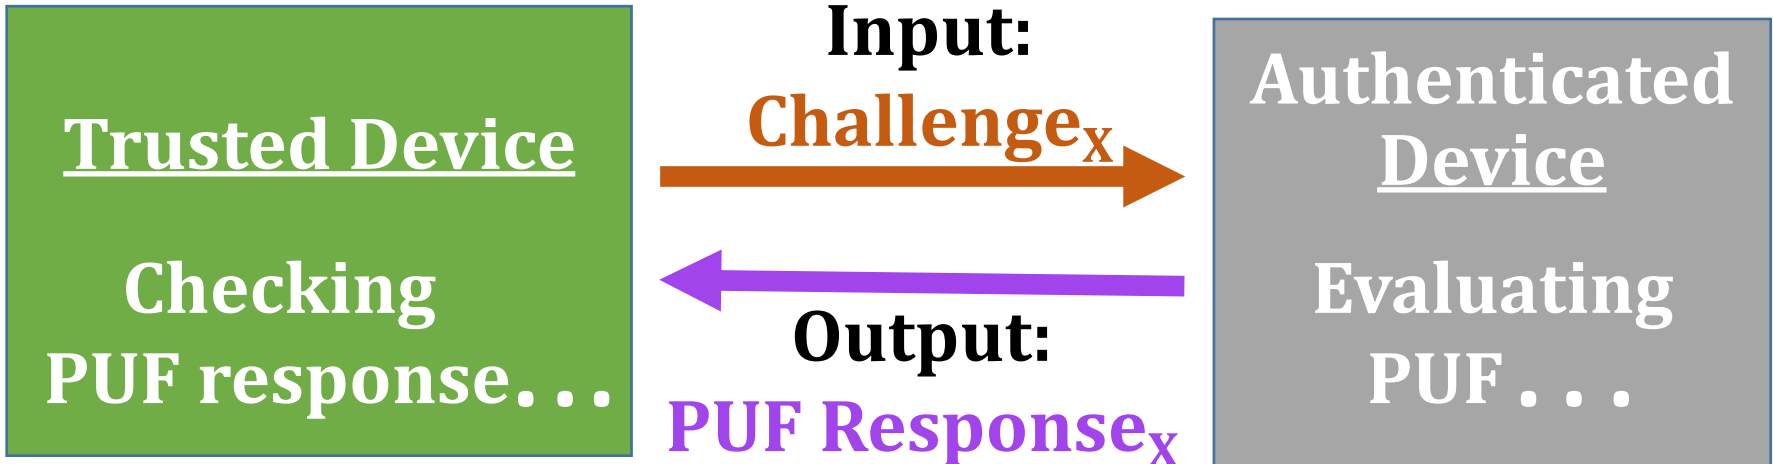 Trusted Device
Checking
PUF response...
Input:
Challengeₓ
Output:
PUF Responseₓ
Authenticated
Device
Evaluating
PUF...